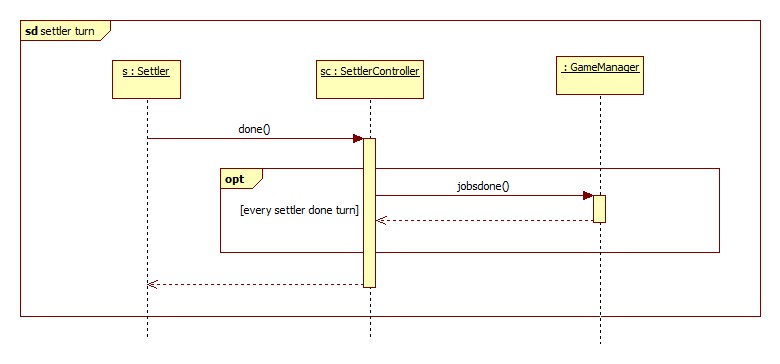 sd settler turn
s : Settler
sc : SettlerController
: GameManager
done()
opt
jobsdone()
[every settler done turn]